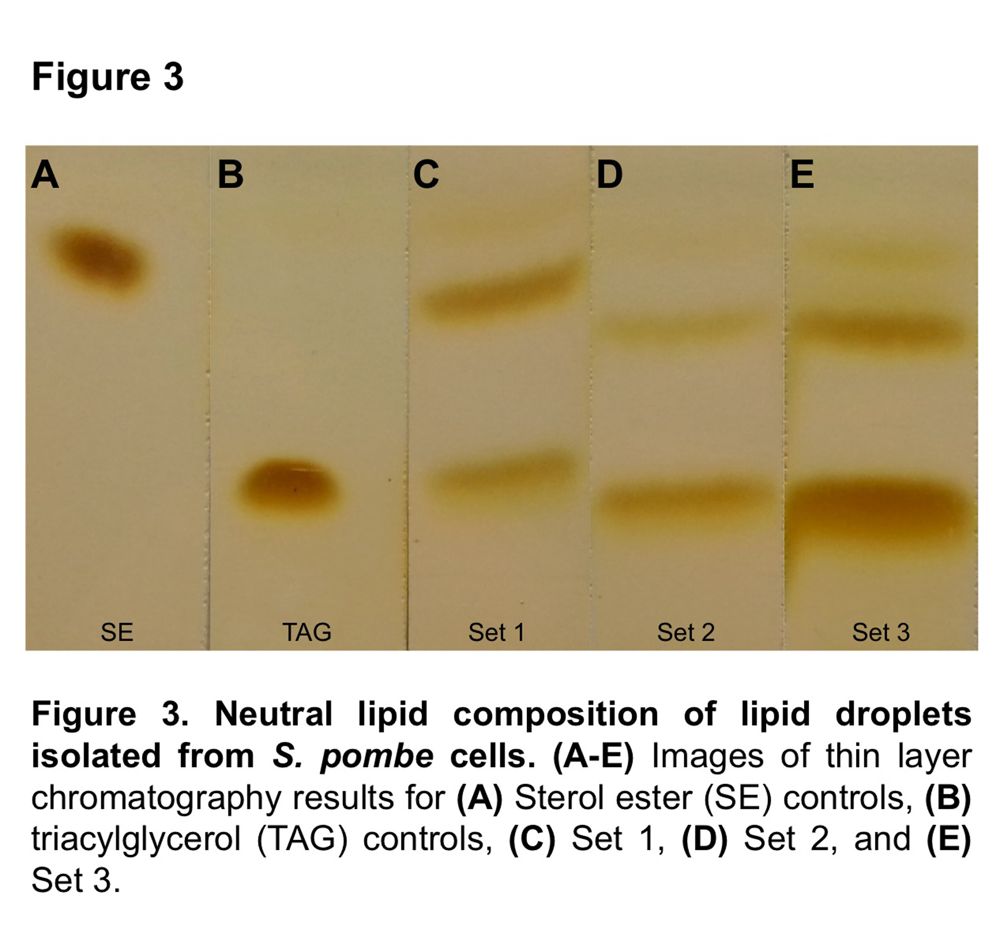 Figure 3
A B C D E
SE TAG Set 1 Set 2 Set 3
Figure 3. Neutral lipid composition of lipid droplets
isolated from S. pombe cells. (A-E) Images of thin layer
chromatography results for (A) Sterol ester (SE) controls, (B)
triacylglycerol (TAG) controls, (C) Set 1, (D) Set 2, and (E)
Set 3.